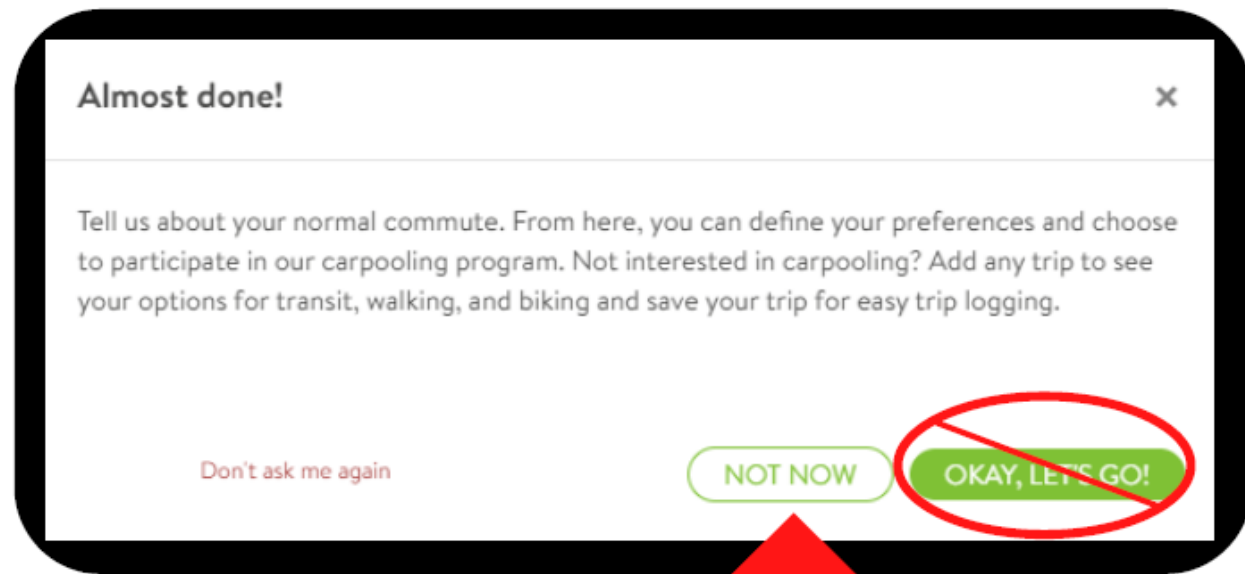 Almost done!
Tell us about your normal commute. From here, you can define your preferences and choose
to participate in our carpooling program. Not interested in carpooling? Add any trip to see
your options for transit, walking, and biking and save your trip for easy trip logging.
Don't ask me again
NOT NOW
OKAY, LET'S GO!